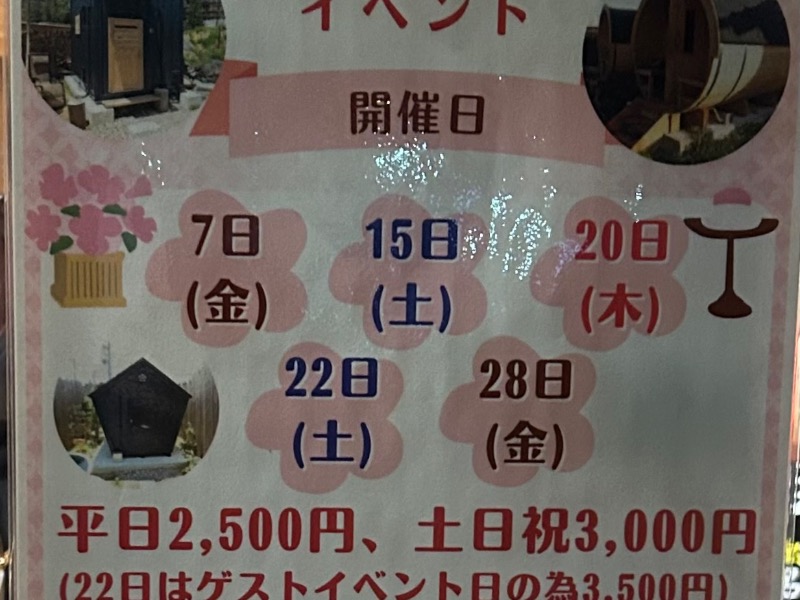 イベント
開催日
7日 15日 20日
(金) (土) (木)
22日 28日
(土) (金)
平日2,500円、土日祝3,000円
(22日はゲストイベント日の為3,500円)